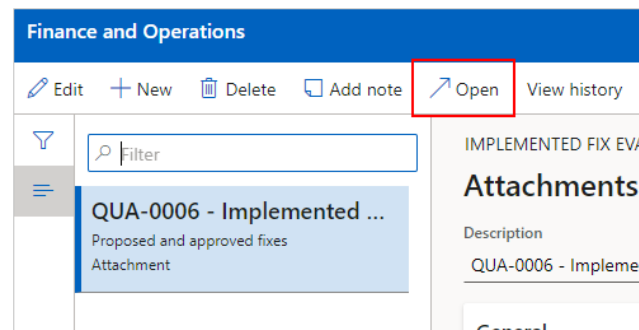 Finance and Operations
Edit New Delete Add note Open View history
Filter
IMPLEMENTED FIX
Attachments
QUA-0006 - Implemented ...
Proposed and approved fixes
Attachment
Description
QUA-0006 - Impleme
General